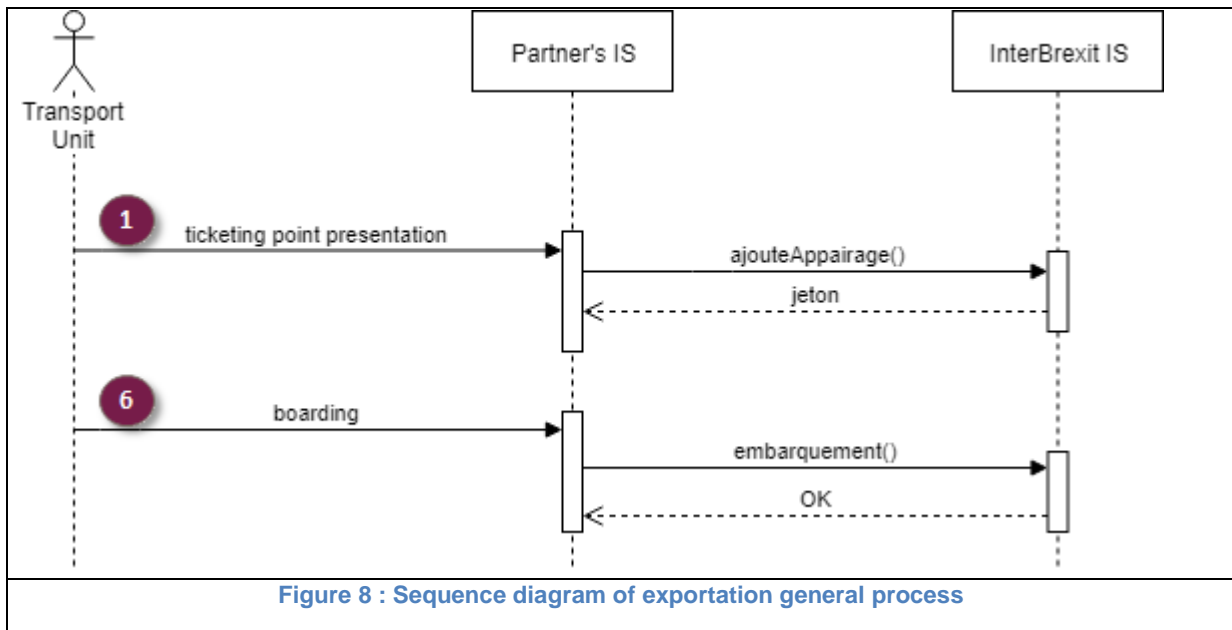 Partner's IS
InterBrexit IS
Transport
Unit
1
ticketing point presentation
ajouteAppairage()
jeton
6
boarding
embarquement()
OK
Figure 8 : Sequence diagram of exportation general process